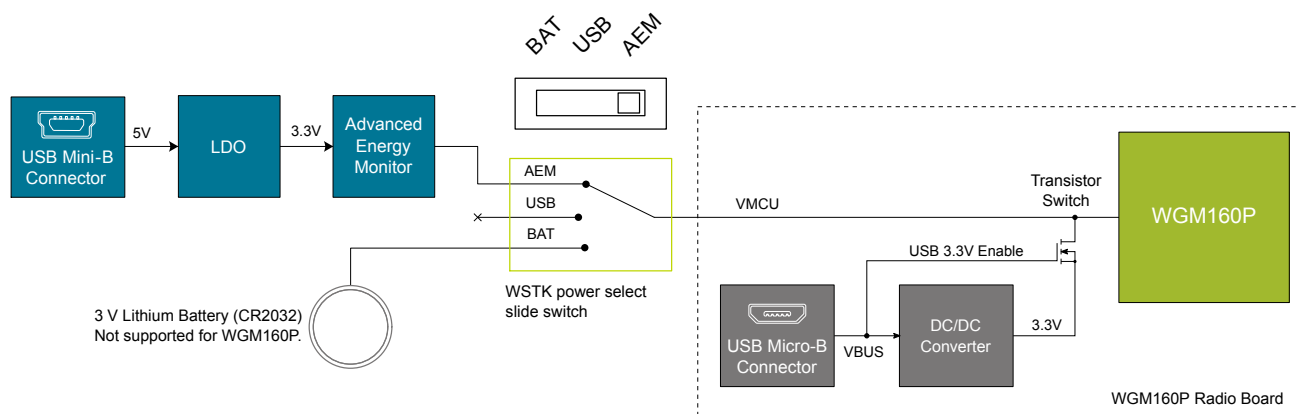 BAT
USB
AEM
USB Mini-B
Connector
5V
LDO
3.3V
Advanced
Energy
Monitor
AEM
USB
BAT
WSTK power select
slide switch
3 V Lithium Battery (CR2032)
Not supported for WGM160P.
VMCU
Transistor
Switch
WGM160P
USB 3.3V Enable
USB Micro-B
Connector
VBUS
DC/DC
Converter
3.3V
WGM160P Radio Board